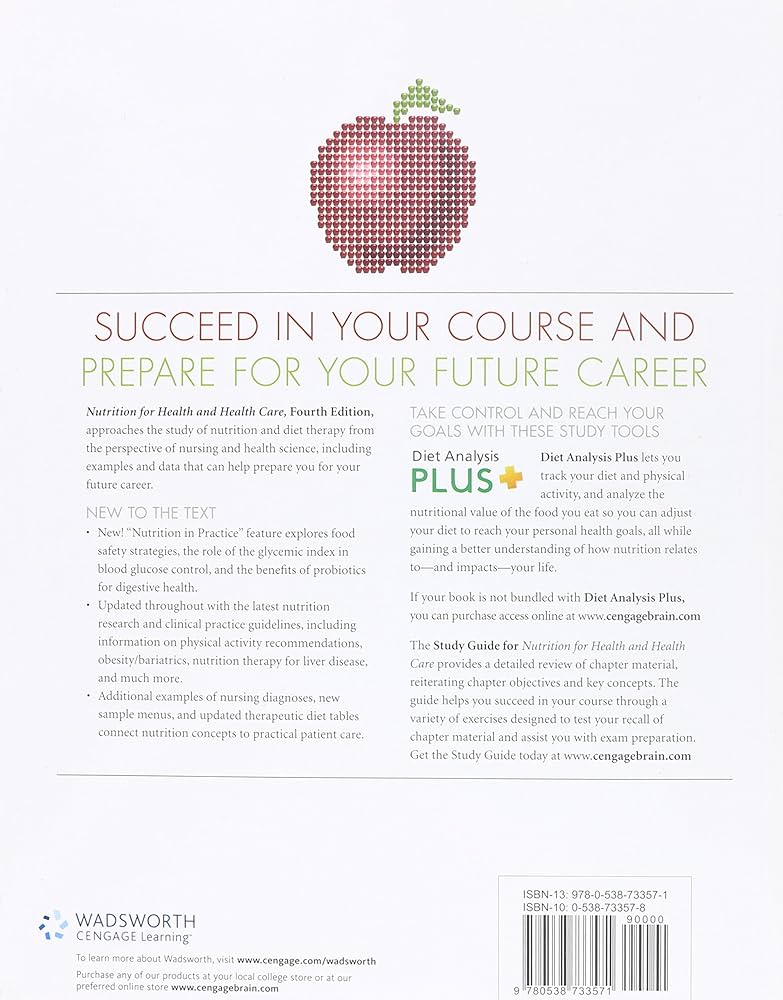 SUCCEED IN YOUR COURSE AND
PREPARE FOR YOUR FUTURE CAREER
Nutrition for Health and Health Care, Fourth Edition,
approaches the study of nutrition and diet therapy from
the perspective of nursing and health science, including
examples and data that can help prepare you for your
future career.
NEW TO THE TEXT
• New! “Nutrition in Practice” feature explores food
safety strategies, the role of the glycemic index in
blood glucose control, and the benefits of probiotics
for digestive health.
• Updated throughout with the latest nutrition
research and clinical practice guidelines, including
information on physical activity recommendations,
obesity/bariatrics, nutrition therapy for liver disease,
and much more.
• Additional examples of nursing diagnoses, new
sample menus, and updated therapeutic diet tables
connect nutrition concepts to practical patient care.
TAKE CONTROL AND REACH YOUR
GOALS WITH THESE STUDY TOOLS
Diet Analysis
PLUS+
Diet Analysis Plus lets you
track your diet and physical
activity, and analyze the
nutritional value of the food you eat so you can adjust
your diet to reach your personal health goals, all while
gaining a better understanding of how nutrition relates
to—and impacts—your life.
If your book is not bundled with Diet Analysis Plus,
you can purchase access online at www.cengagebrain.com
The Study Guide for Nutrition for Health and Health
Care provides a detailed review of chapter material,
reiterating chapter objectives and key concepts. The
guide helps you succeed in your course through a
variety of exercises designed to test your recall of
chapter material and assist you with exam preparation.
Get the Study Guide today at www.cengagebrain.com
WADSWORTH
CENGAGE Learning™
To learn more about Wadsworth, visit www.cengage.com/wadsworth
Purchase any of our products at your local college store or at our
preferred online store www.cengagebrain.com
ISBN-13: 978-0-538-73357-1
ISBN-10: 0-538-73357-8
90000
9 780538 733571